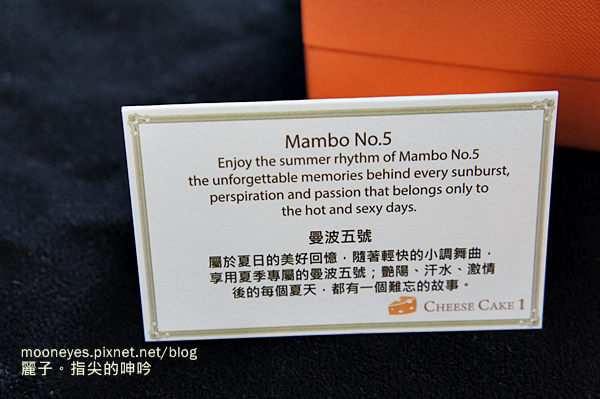 Mambo No.5
Enjoy the summer rhythm of Mambo No.5
the unforgettable memories behind every sunburst,
perspiration and passion that belongs only to
the hot and sexy days.
曼波五號
屬於夏日的美好回憶，隨著輕快的小調舞曲，
享用夏季專屬的曼波五號；艷陽、汗水、激情
後的每個夏天，都有一個難忘的故事。
CHEESE CAKE 1
mooneyes.pixnet.net/blog
麗子。指尖的呻吟